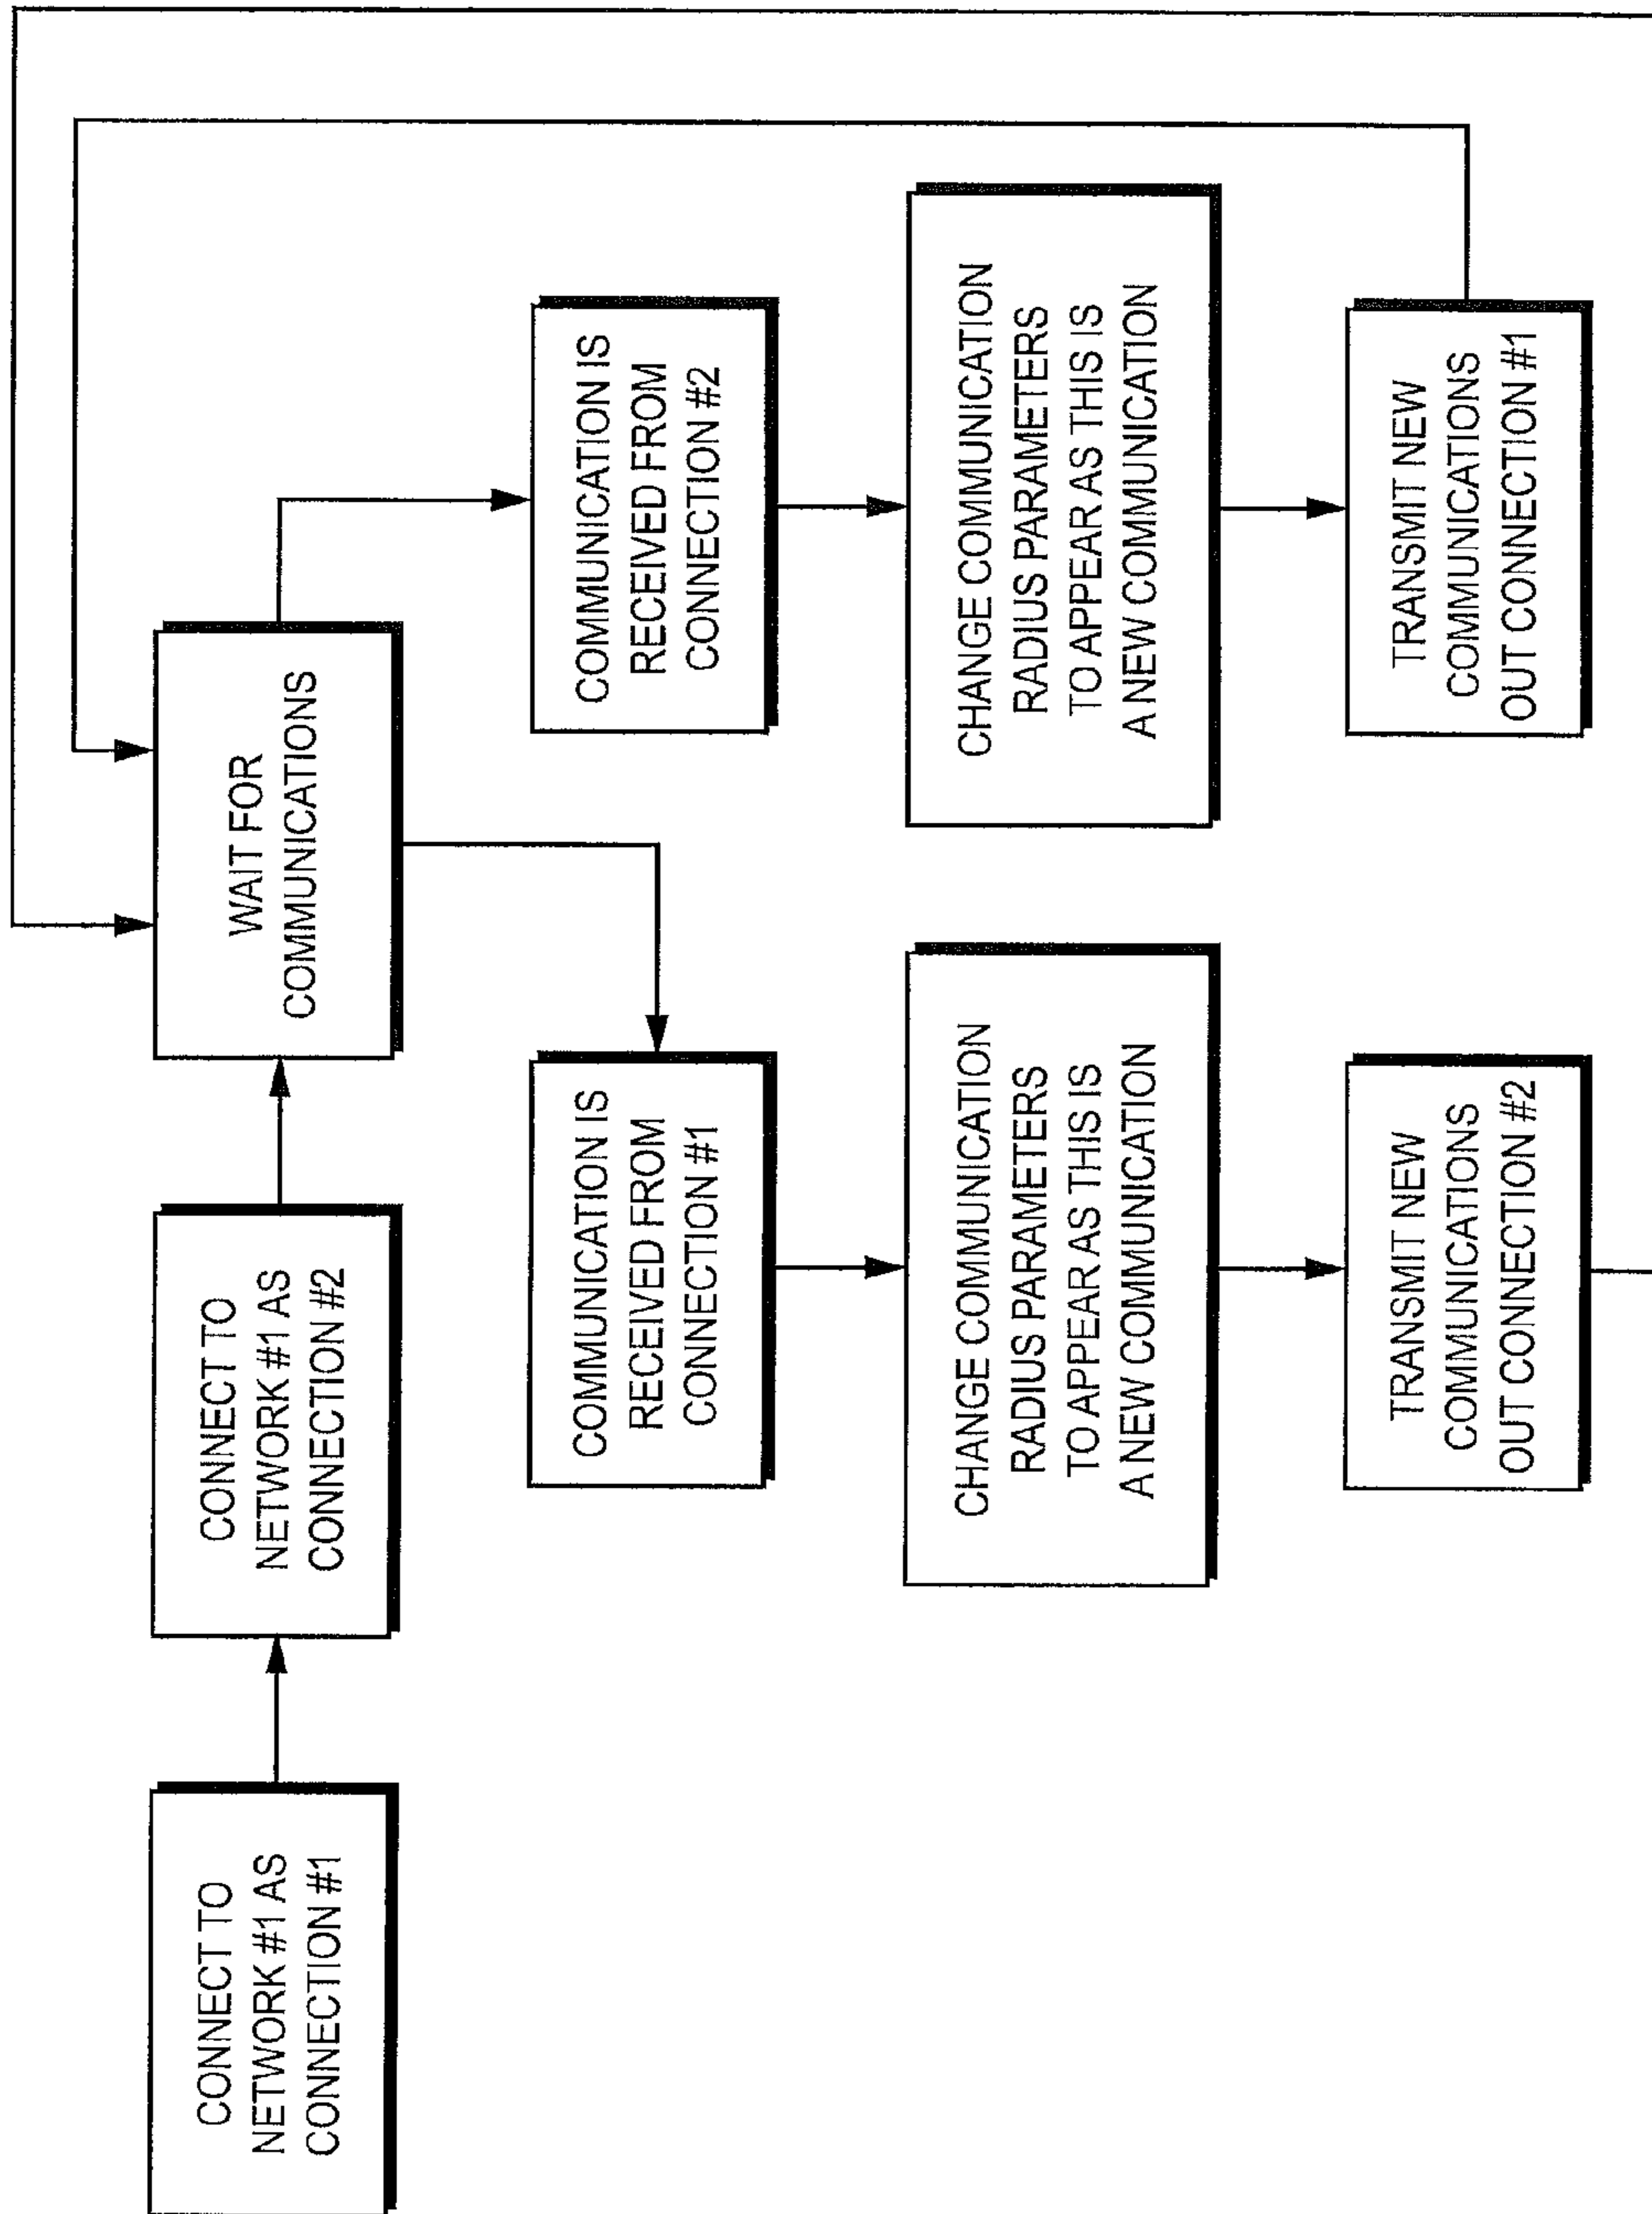 CONNECT TO
NETWORK #1 AS
CONNECTION #1
CONNECT TO
NETWORK #1 AS
CONNECTION #2
WAIT FOR
COMMUNICATIONS
COMMUNICATION IS
RECEIVED FROM
CONNECTION #1
COMMUNICATION IS
RECEIVED FROM
CONNECTION #2
CHANGE COMMUNICATION
RADIUS PARAMETERS
TO APPEAR AS THIS IS
A NEW COMMUNICATION
CHANGE COMMUNICATION
RADIUS PARAMETERS
TO APPEAR AS THIS IS
A NEW COMMUNICATION
TRANSMIT NEW
COMMUNICATIONS
OUT CONNECTION #2
TRANSMIT NEW
COMMUNICATIONS
OUT CONNECTION #1